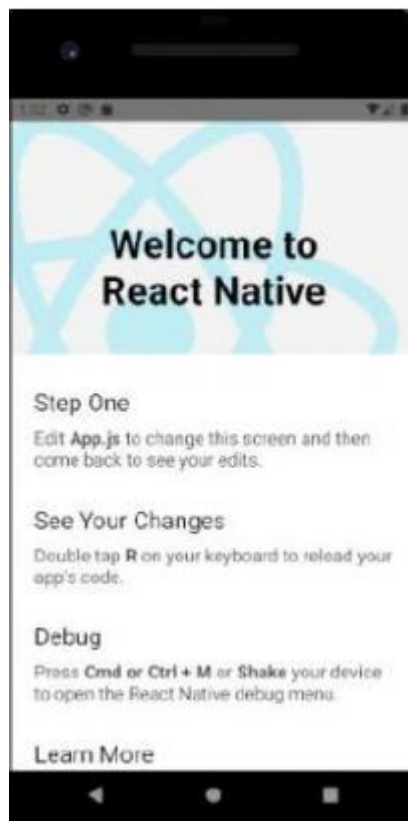 Welcome to
React Native
Step One
Edit App.js to change this screen and then
come back to see your edits.
See Your Changes
Double tap R on your keyboard to reload your
app's code.
Debug
Press Cmd or Ctrl + M or Shake your device
to open the React Native debug menu.
Learn More